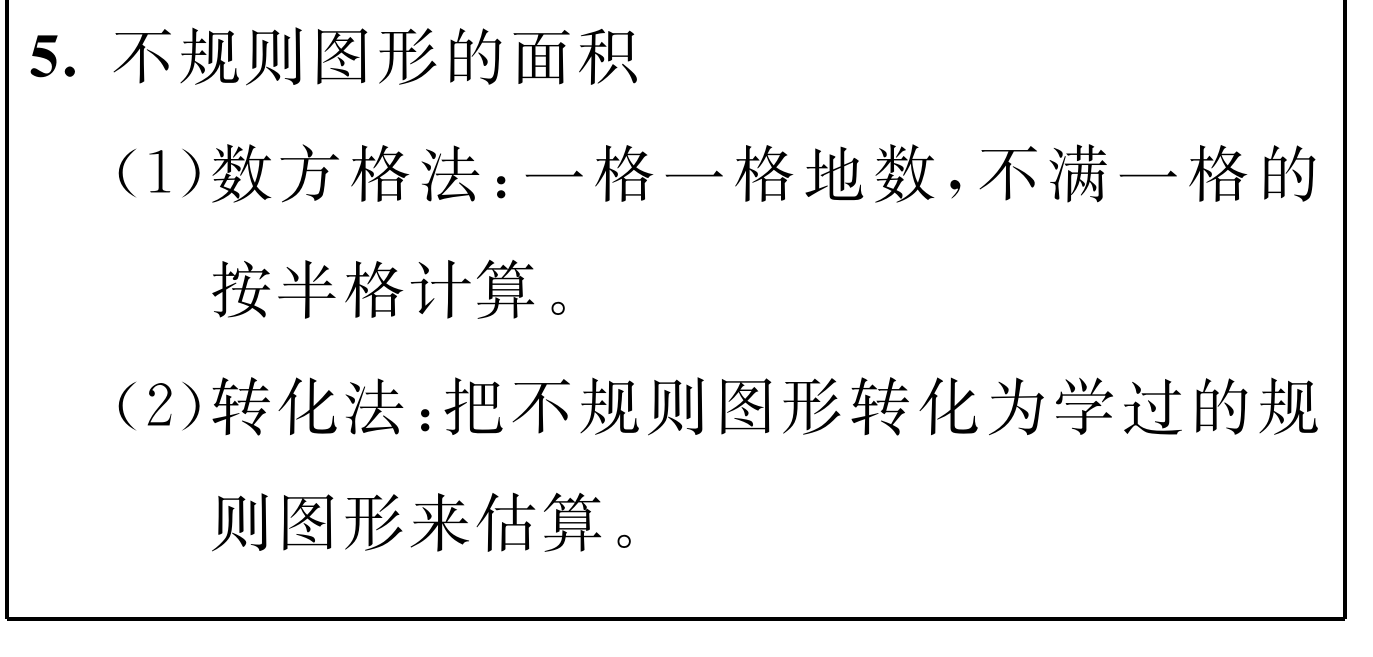 5. 不规则图形的面积
(1)数方格法:一格一格地数,不满一格的
按半格计算。
(2)转化法:把不规则图形转化为学过的规
则图形来估算。